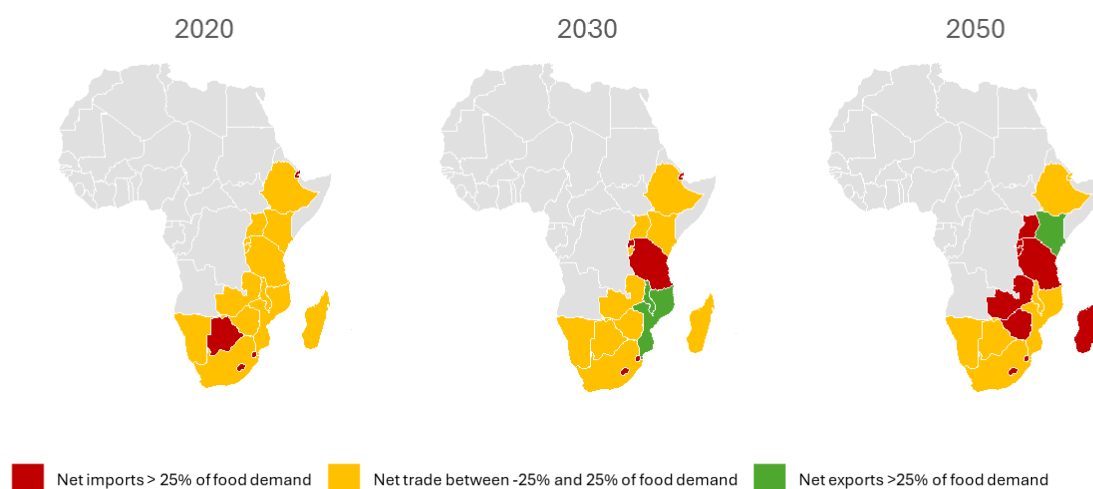 2020
2030
2050
Net imports > 25% of food demand
Net trade between -25% and 25% of food demand
Net exports >25% of food demand